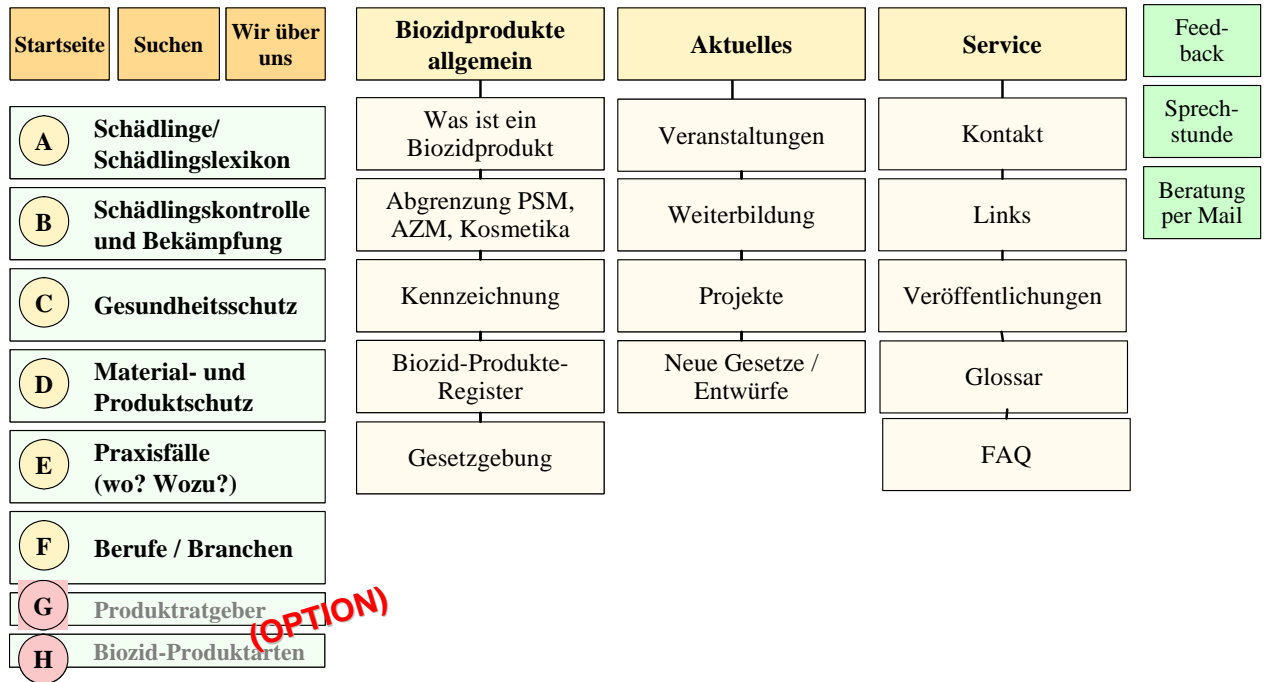 Startseite
Suchen
Wir über
uns
Biozidprodukte
allgemein
Aktuelles
Service
Feed-
back
A
Schädlinge/
Schädlingslexikon
B
Schädlingskontrolle
und Bekämpfung
C
Gesundheitsschutz
D
Material- und
Produktschutz
E
Praxisfälle
(wo? Wozu?)
F
Berufe / Branchen
G
Produktratgeber
H
Biozid-Produktarten
(OPTION)
Was ist ein
Biozidprodukt
Abgrenzung PSM,
AZM, Kosmetika
Kennzeichnung
Biozid-Produkte-
Register
Gesetzgebung
Veranstaltungen
Weiterbildung
Projekte
Neue Gesetze /
Entwürfe
Kontakt
Links
Veröffentlichungen
Glossar
FAQ
Sprech-
stunde
Beratung
per Mail